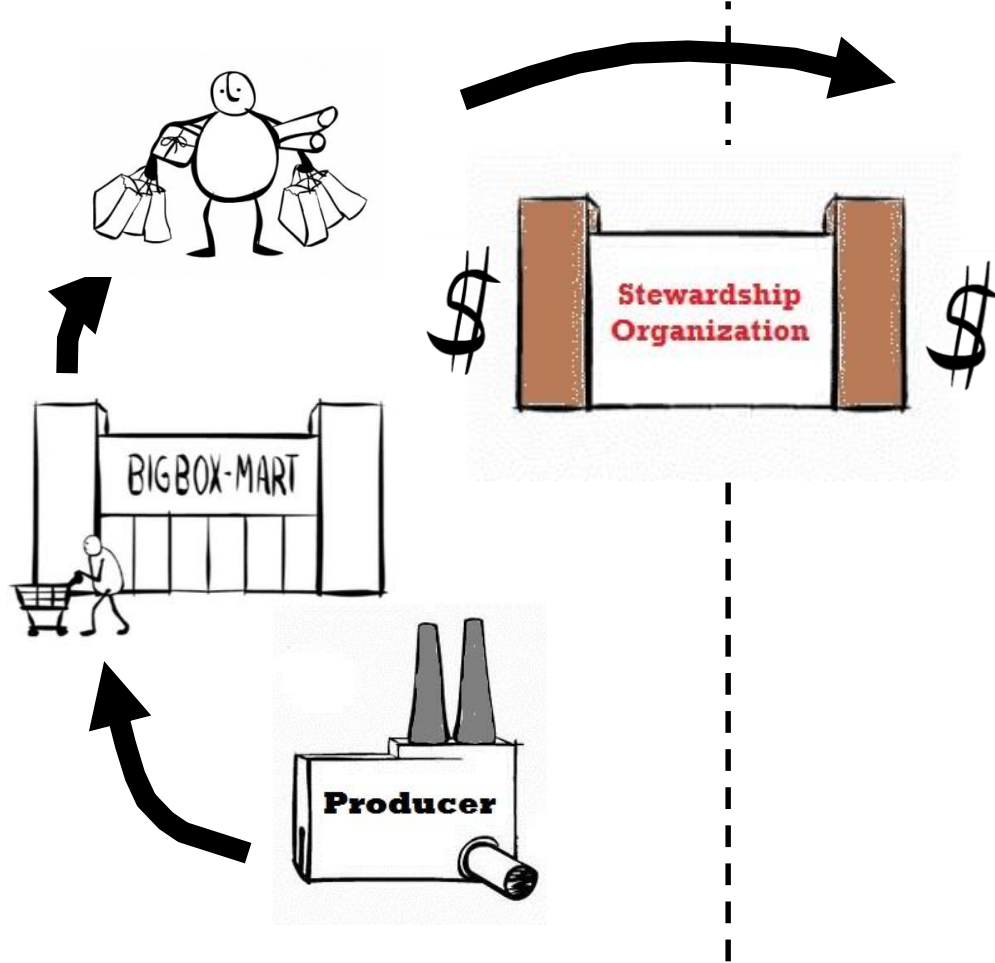 $
Stewardship
Organization
$
BIGBOX-MART
Producer